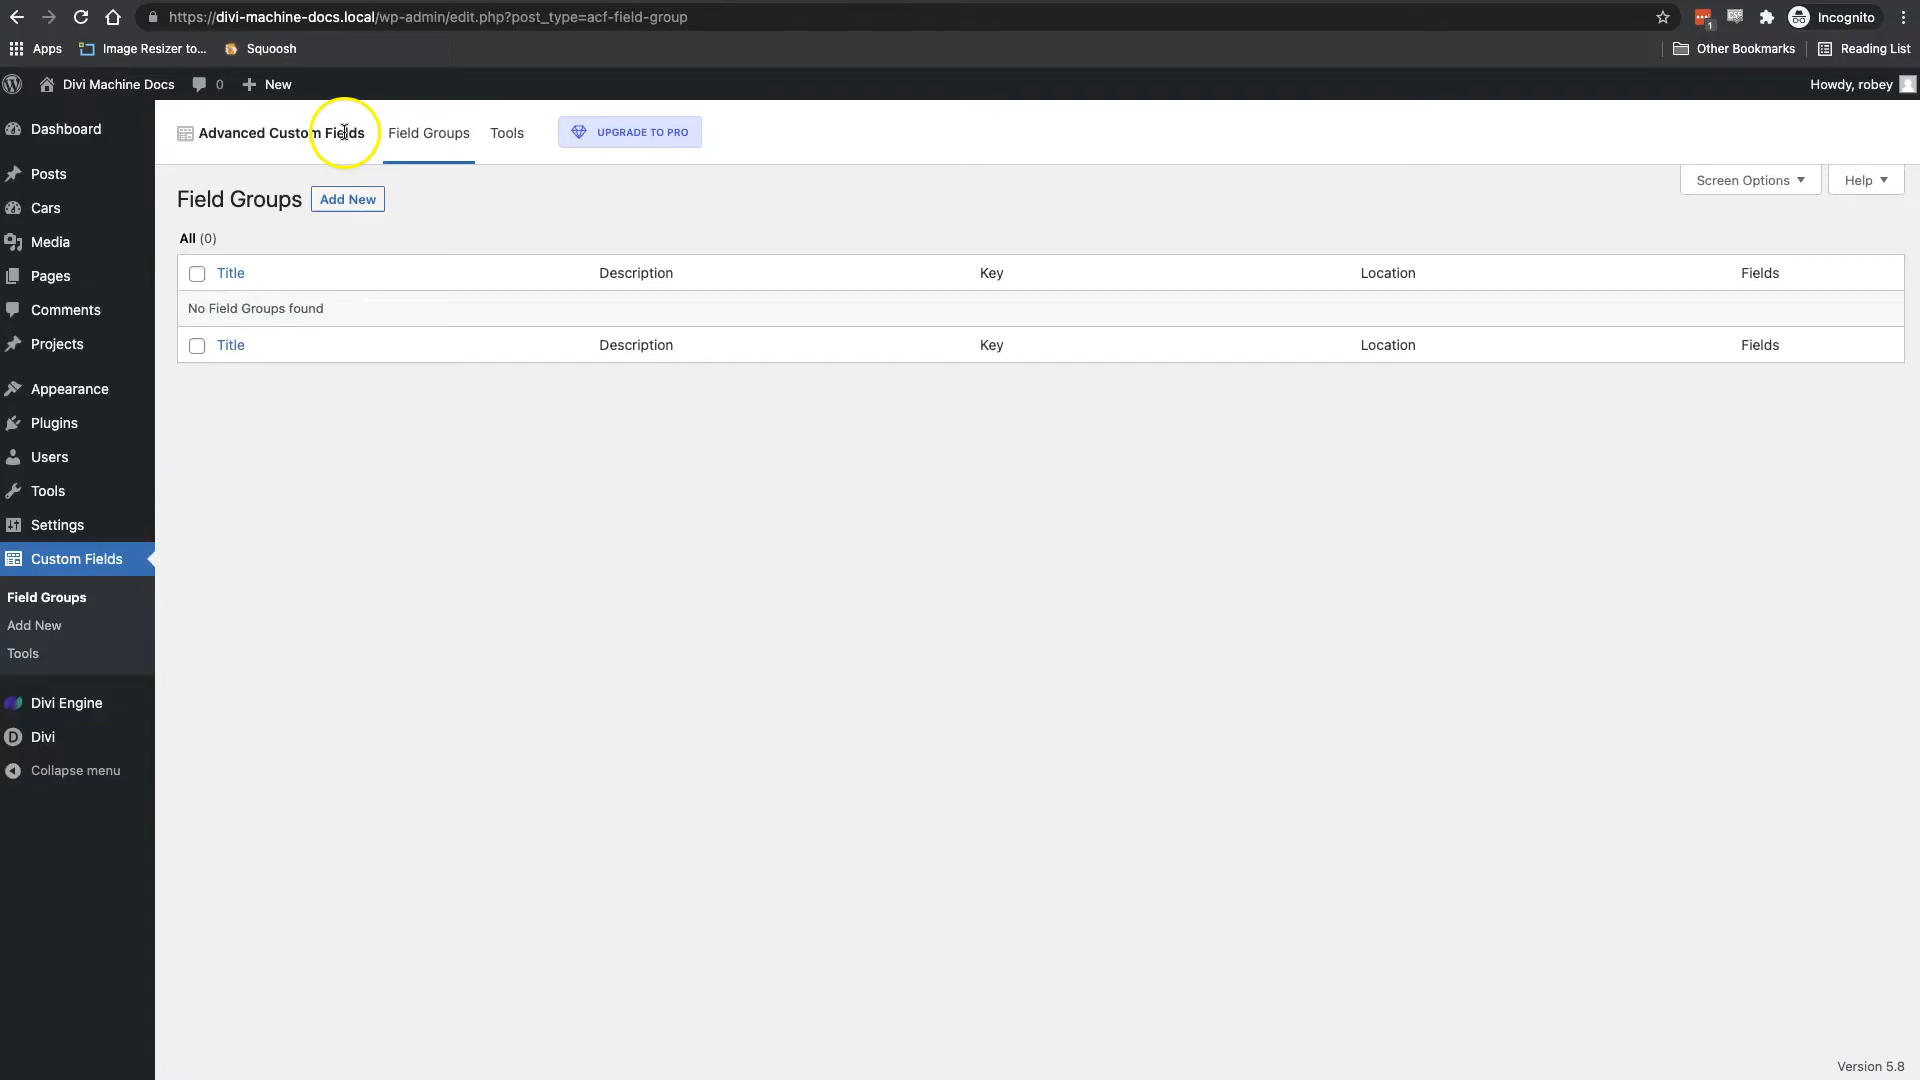 https://divi-machine-docs.local/wp-admin/edit.php?post_type=acf-field-group
1
Incognito
Apps
Image Resizer to...
Squoosh
Other Bookmarks
Reading List
Divi Machine Docs
0
New
Howdy, robey
Dashboard
Posts
Cars
Media
Pages
Comments
Projects
Appearance
Plugins
Users
Tools
Settings
Custom Fields
Field Groups
Add New
Tools
Divi Engine
D
Divi
Collapse menu
Advanced Custom Fields
Field Groups
Tools
UPGRADE TO PRO
Screen Options
Help
Field Groups
Add New
All (0)
Title Description Key Location Fields
No Field Groups found
Title Description Key Location Fields
Version 5.8